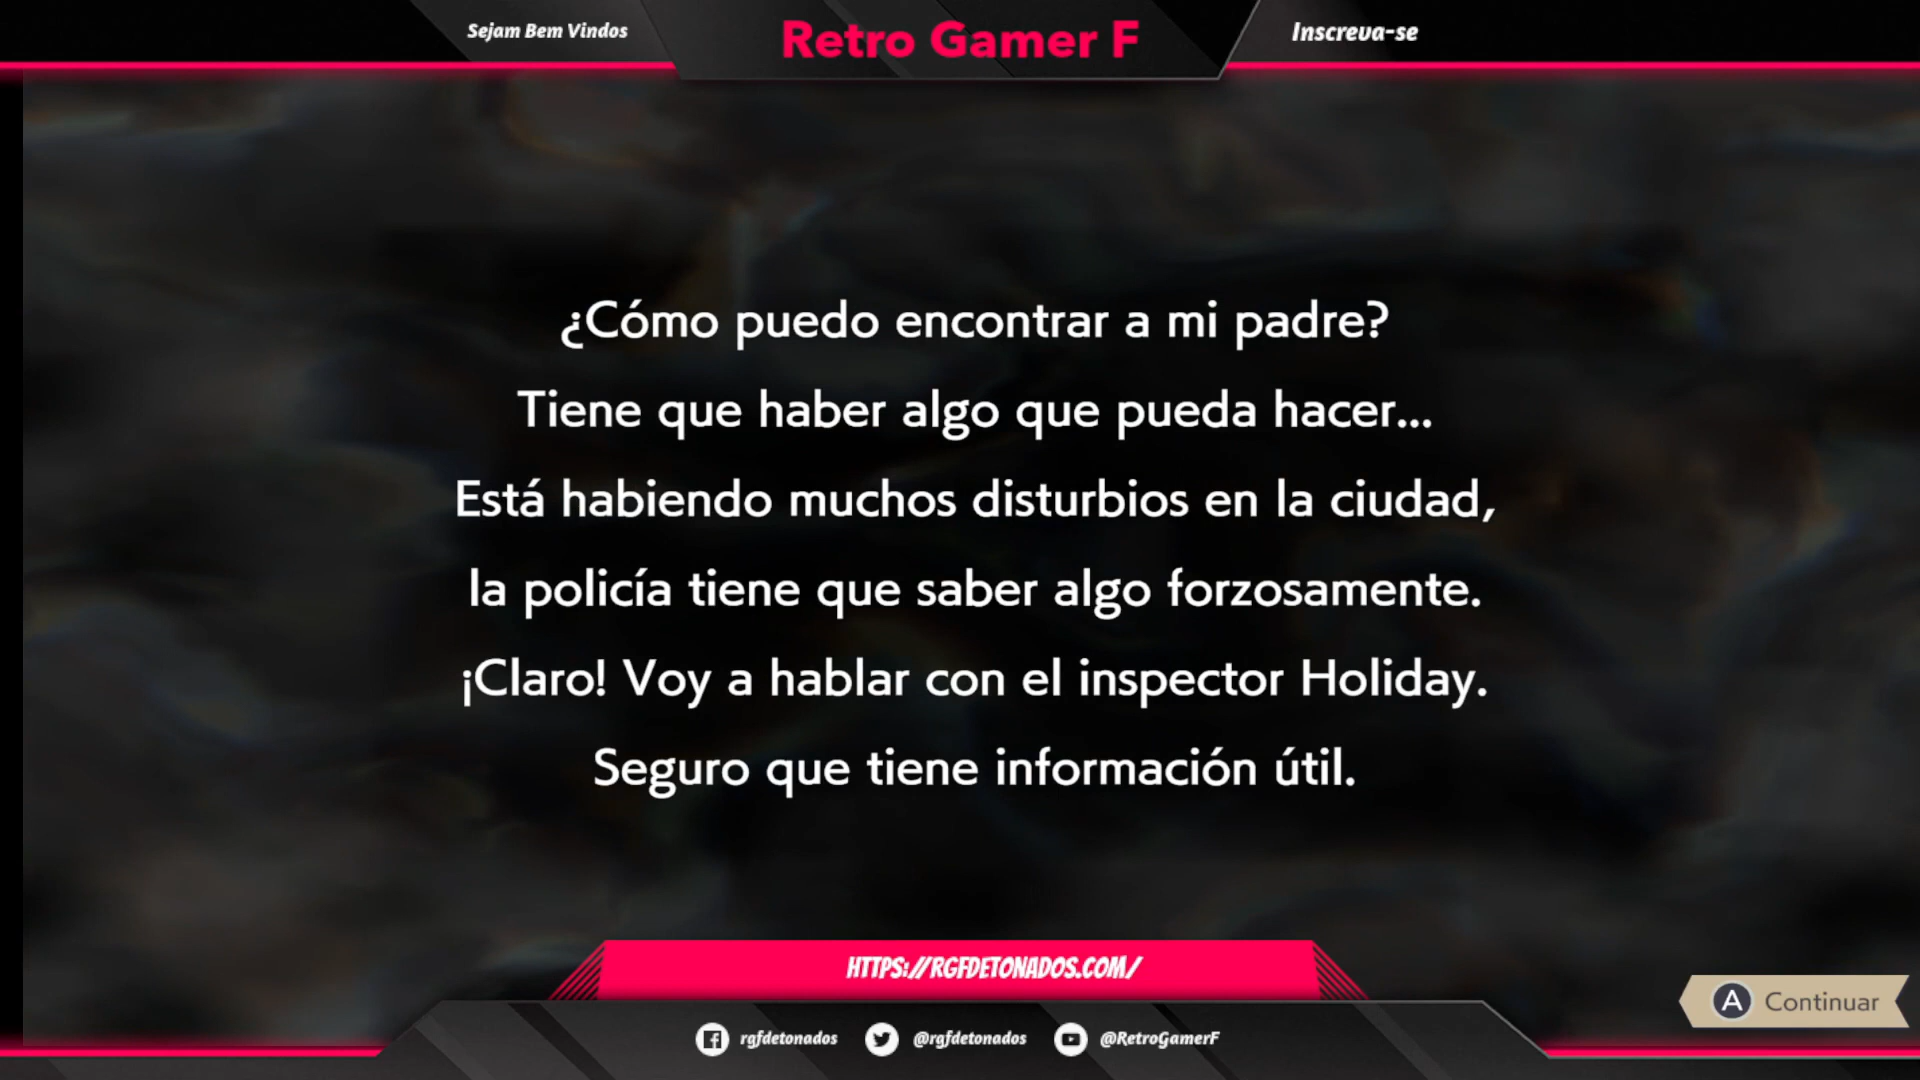 Sejam Bem Vindos
Retro Gamer F
Inscreva-se
¿Cómo puedo encontrar a mi padre?
Tiene que haber algo que pueda hacer...
Está habiendo muchos disturbios en la ciudad,
la policía tiene que saber algo forzosamente.
¡Claro! Voy a hablar con el inspector Holiday.
Seguro que tiene información útil.
HTTPS://RGFDETONADOS.COM/
A Continuar
rgfdetonados @rgfdetonados @RetroGamerF